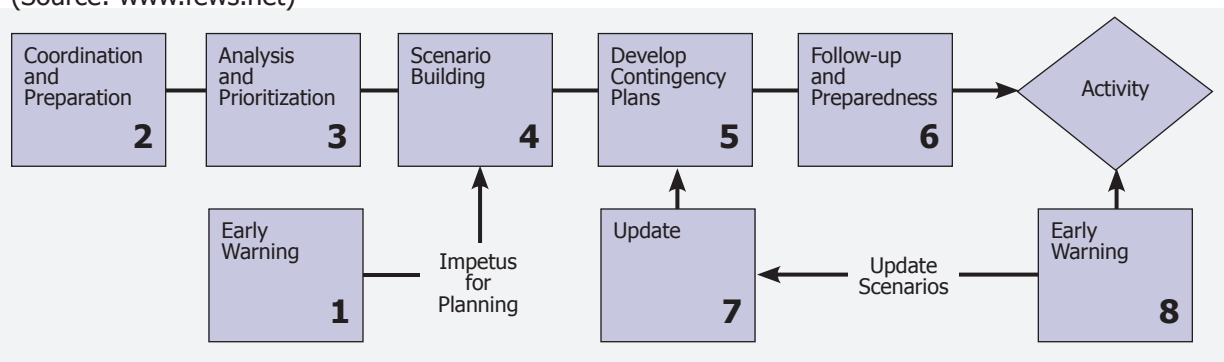 (Source: www.fews.net)
Coordination
and
Preparation
2
Analysis
and
Prioritization
3
Scenario
Building
4
Develop
Contingency
Plans
5
Follow-up
and
Preparedness
6
Activity
Early
Warning
1
Impetus
for
Planning
Update
7
Update
Scenarios
Early
Warning
8